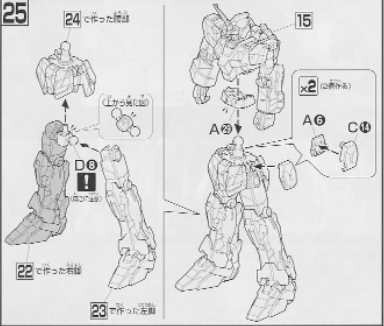 25
24 で作った腰部
(上から見た図)
D8
!
(向きに注意)
22 で作った右脚
23 で作った左脚
15
×2 (2個作る)
A6
C14
A29